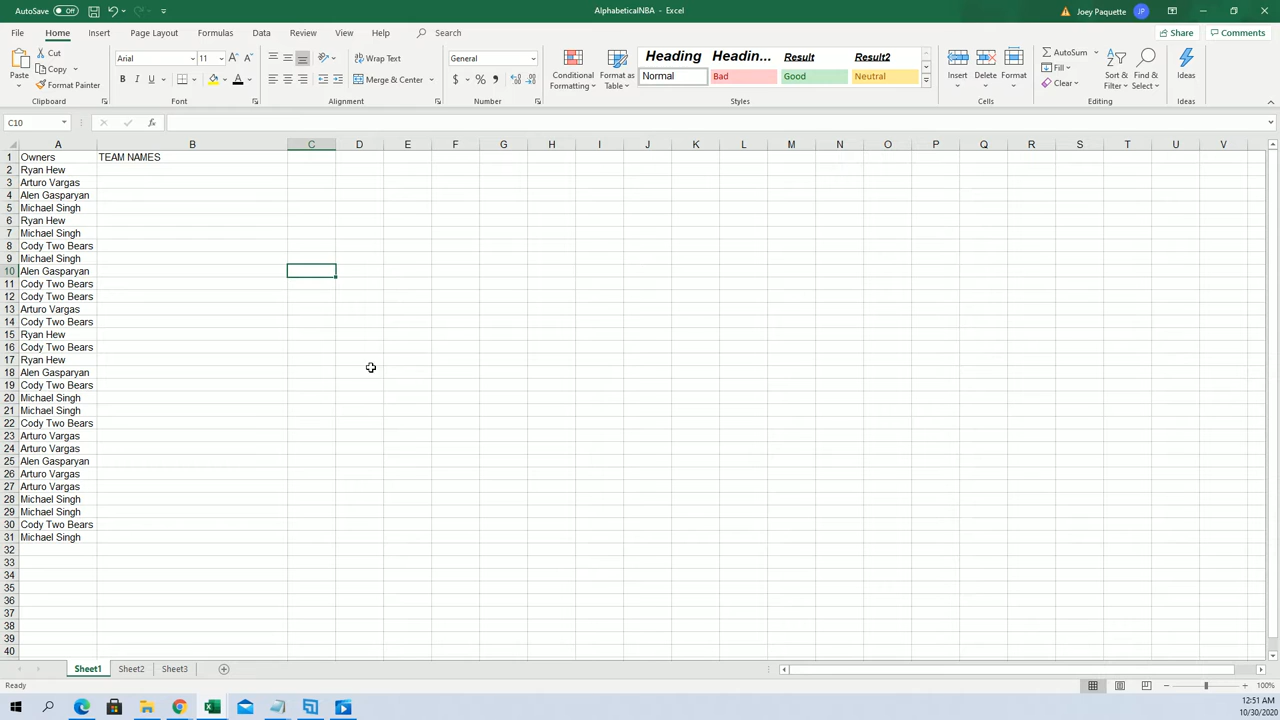 AutoSave Off AlphabeticalNBA - Excel Joey Paquette JP
File Home Insert Page Layout Formulas Data Review View Help Search Share Comments
Paste Cut Copy Format Painter
Arial 11 B I U A
Wrap Text Merge & Center
General $ %
Conditional Formatting Format as Table
Heading Headin... Result Result2
Normal Bad Good Neutral
Insert Delete Format
AutoSum Fill Clear Sort & Filter Find & Select Ideas
Clipboard Font Alignment Number Styles Cells Editing Ideas
C10 fx
A B C D E F G H I J K L M N O P Q R S T U V
1 Owners TEAM NAMES
2 Ryan Hew
3 Arturo Vargas
4 Alen Gasparyan
5 Michael Singh
6 Ryan Hew
7 Michael Singh
8 Cody Two Bears
9 Michael Singh
10 Alen Gasparyan
11 Cody Two Bears
12 Cody Two Bears
13 Arturo Vargas
14 Cody Two Bears
15 Ryan Hew
16 Cody Two Bears
17 Ryan Hew
18 Alen Gasparyan
19 Cody Two Bears
20 Michael Singh
21 Michael Singh
22 Cody Two Bears
23 Arturo Vargas
24 Arturo Vargas
25 Alen Gasparyan
26 Arturo Vargas
27 Arturo Vargas
28 Michael Singh
29 Michael Singh
30 Cody Two Bears
31 Michael Singh
32
33
34
35
36
37
38
39
40
Sheet1 Sheet2 Sheet3
Ready 100%
12:51 AM
10/30/2020